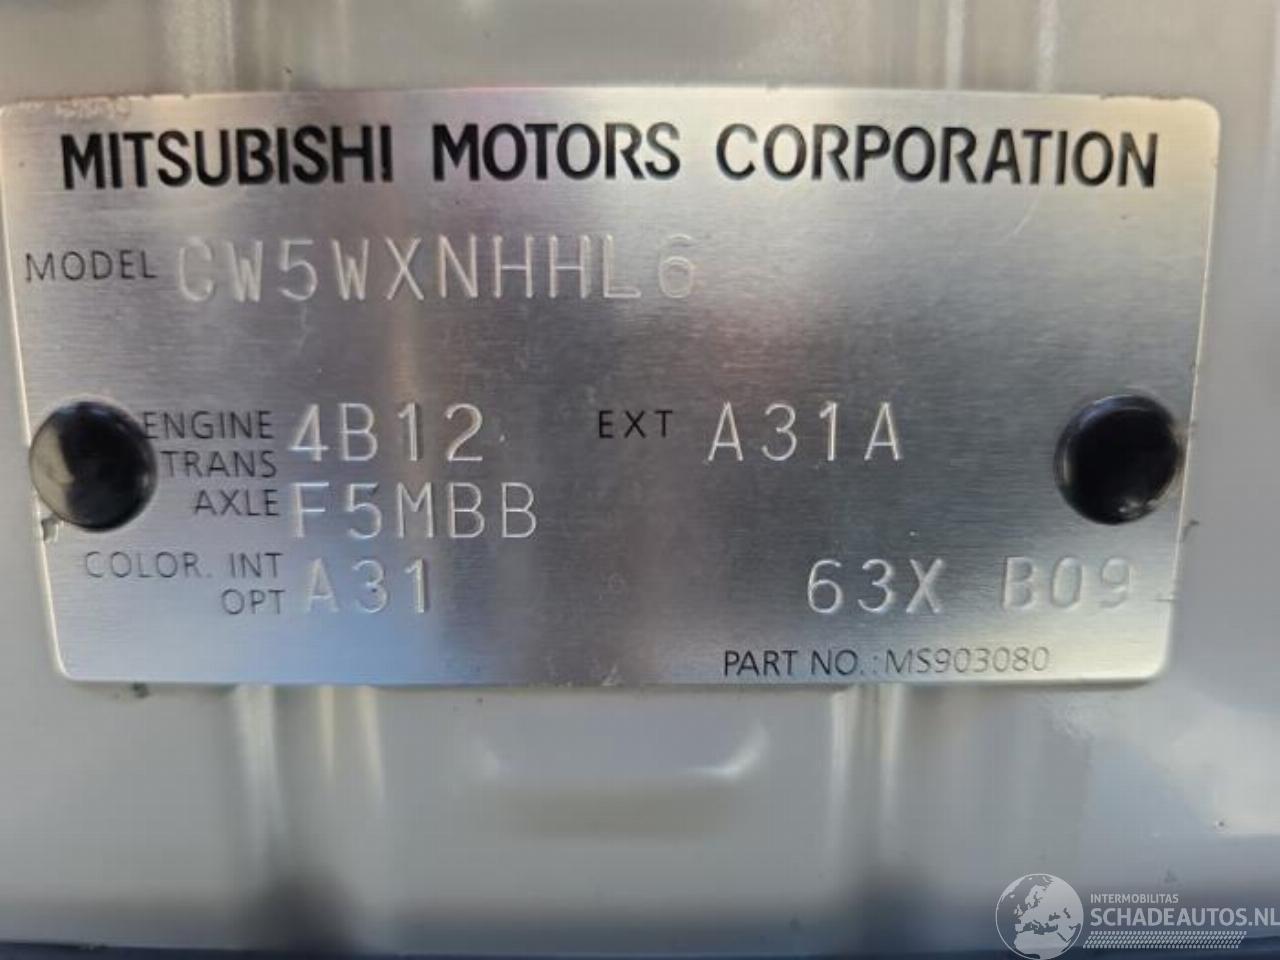 MITSUBISHI MOTORS CORPORATION
MODEL CW5WXNHHL6
ENGINE 4B12 EXT A31A
TRANS
AXLE F5MBB
COLOR. INT A31 63X B09
OPT
PART NO.: MS903080
INTERMOBILITAS
SCHADEAUTOS.NL